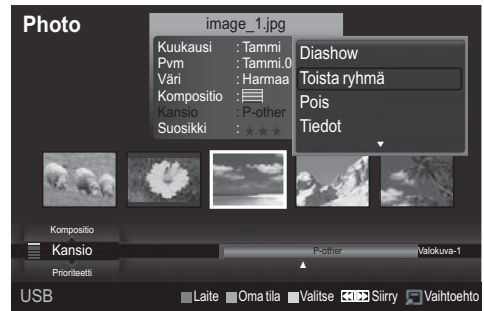 Photo
image_1.jpg
Kuukausi : Tammi
Pvm : Tammi.0
Väri : Harmaa
Kompositio :
Kansio : P-other
Suosikki : ★★★
Diashow
Toista ryhmä
Pois
Tiedot
Kompositio
Kansio
P-other
Valokuva-1
Prioriteetti
USB
Laite Oma tila Valitse Siirry Vaihtoehto